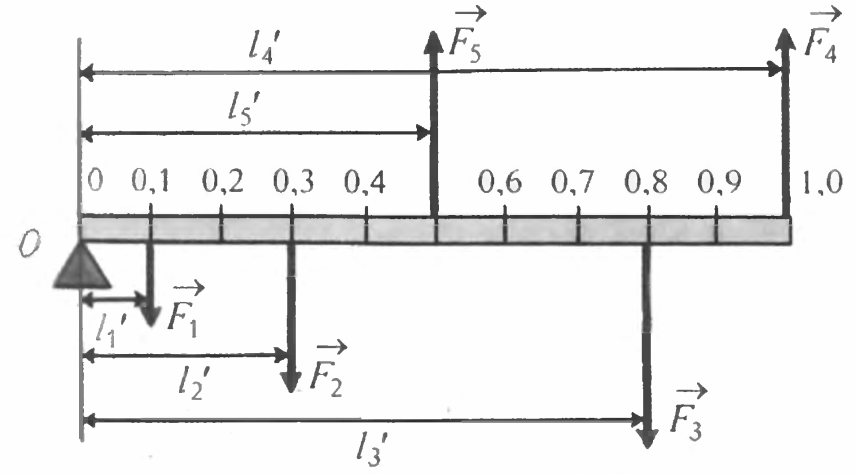 l₄′ F₅ F₄
l₅′
0 0,1 0,2 0,3 0,4 0,6 0,7 0,8 0,9 1,0
O
l₁′ F₁
l₂′ F₂
l₃′ F₃